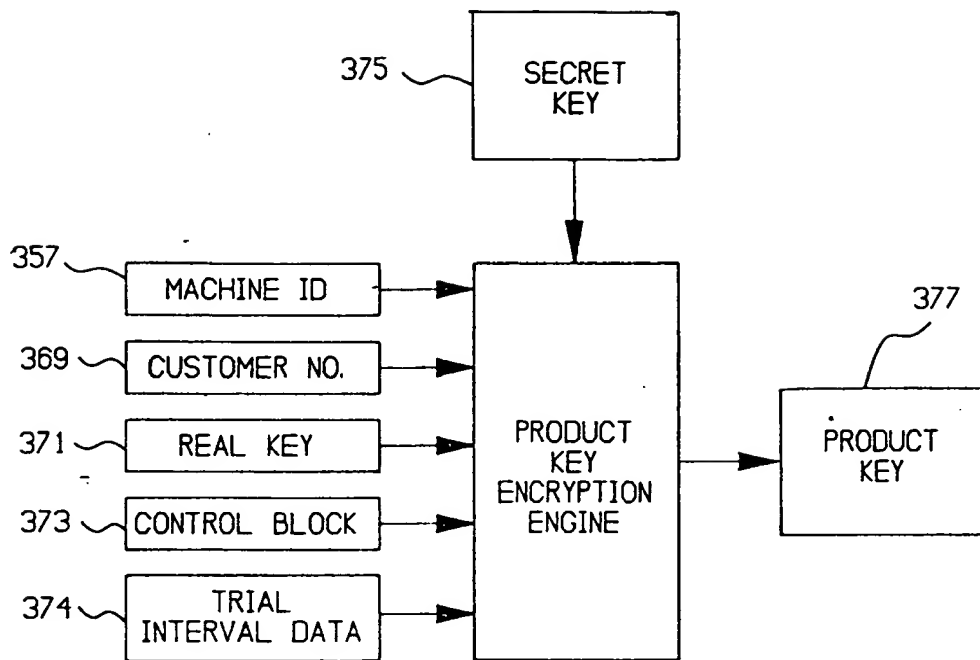 375
SECRET
KEY
357
MACHINE ID
369
CUSTOMER NO.
371
REAL KEY
373
CONTROL BLOCK
374
TRIAL
INTERVAL DATA
PRODUCT
KEY
ENCRYPTION
ENGINE
377
PRODUCT
KEY